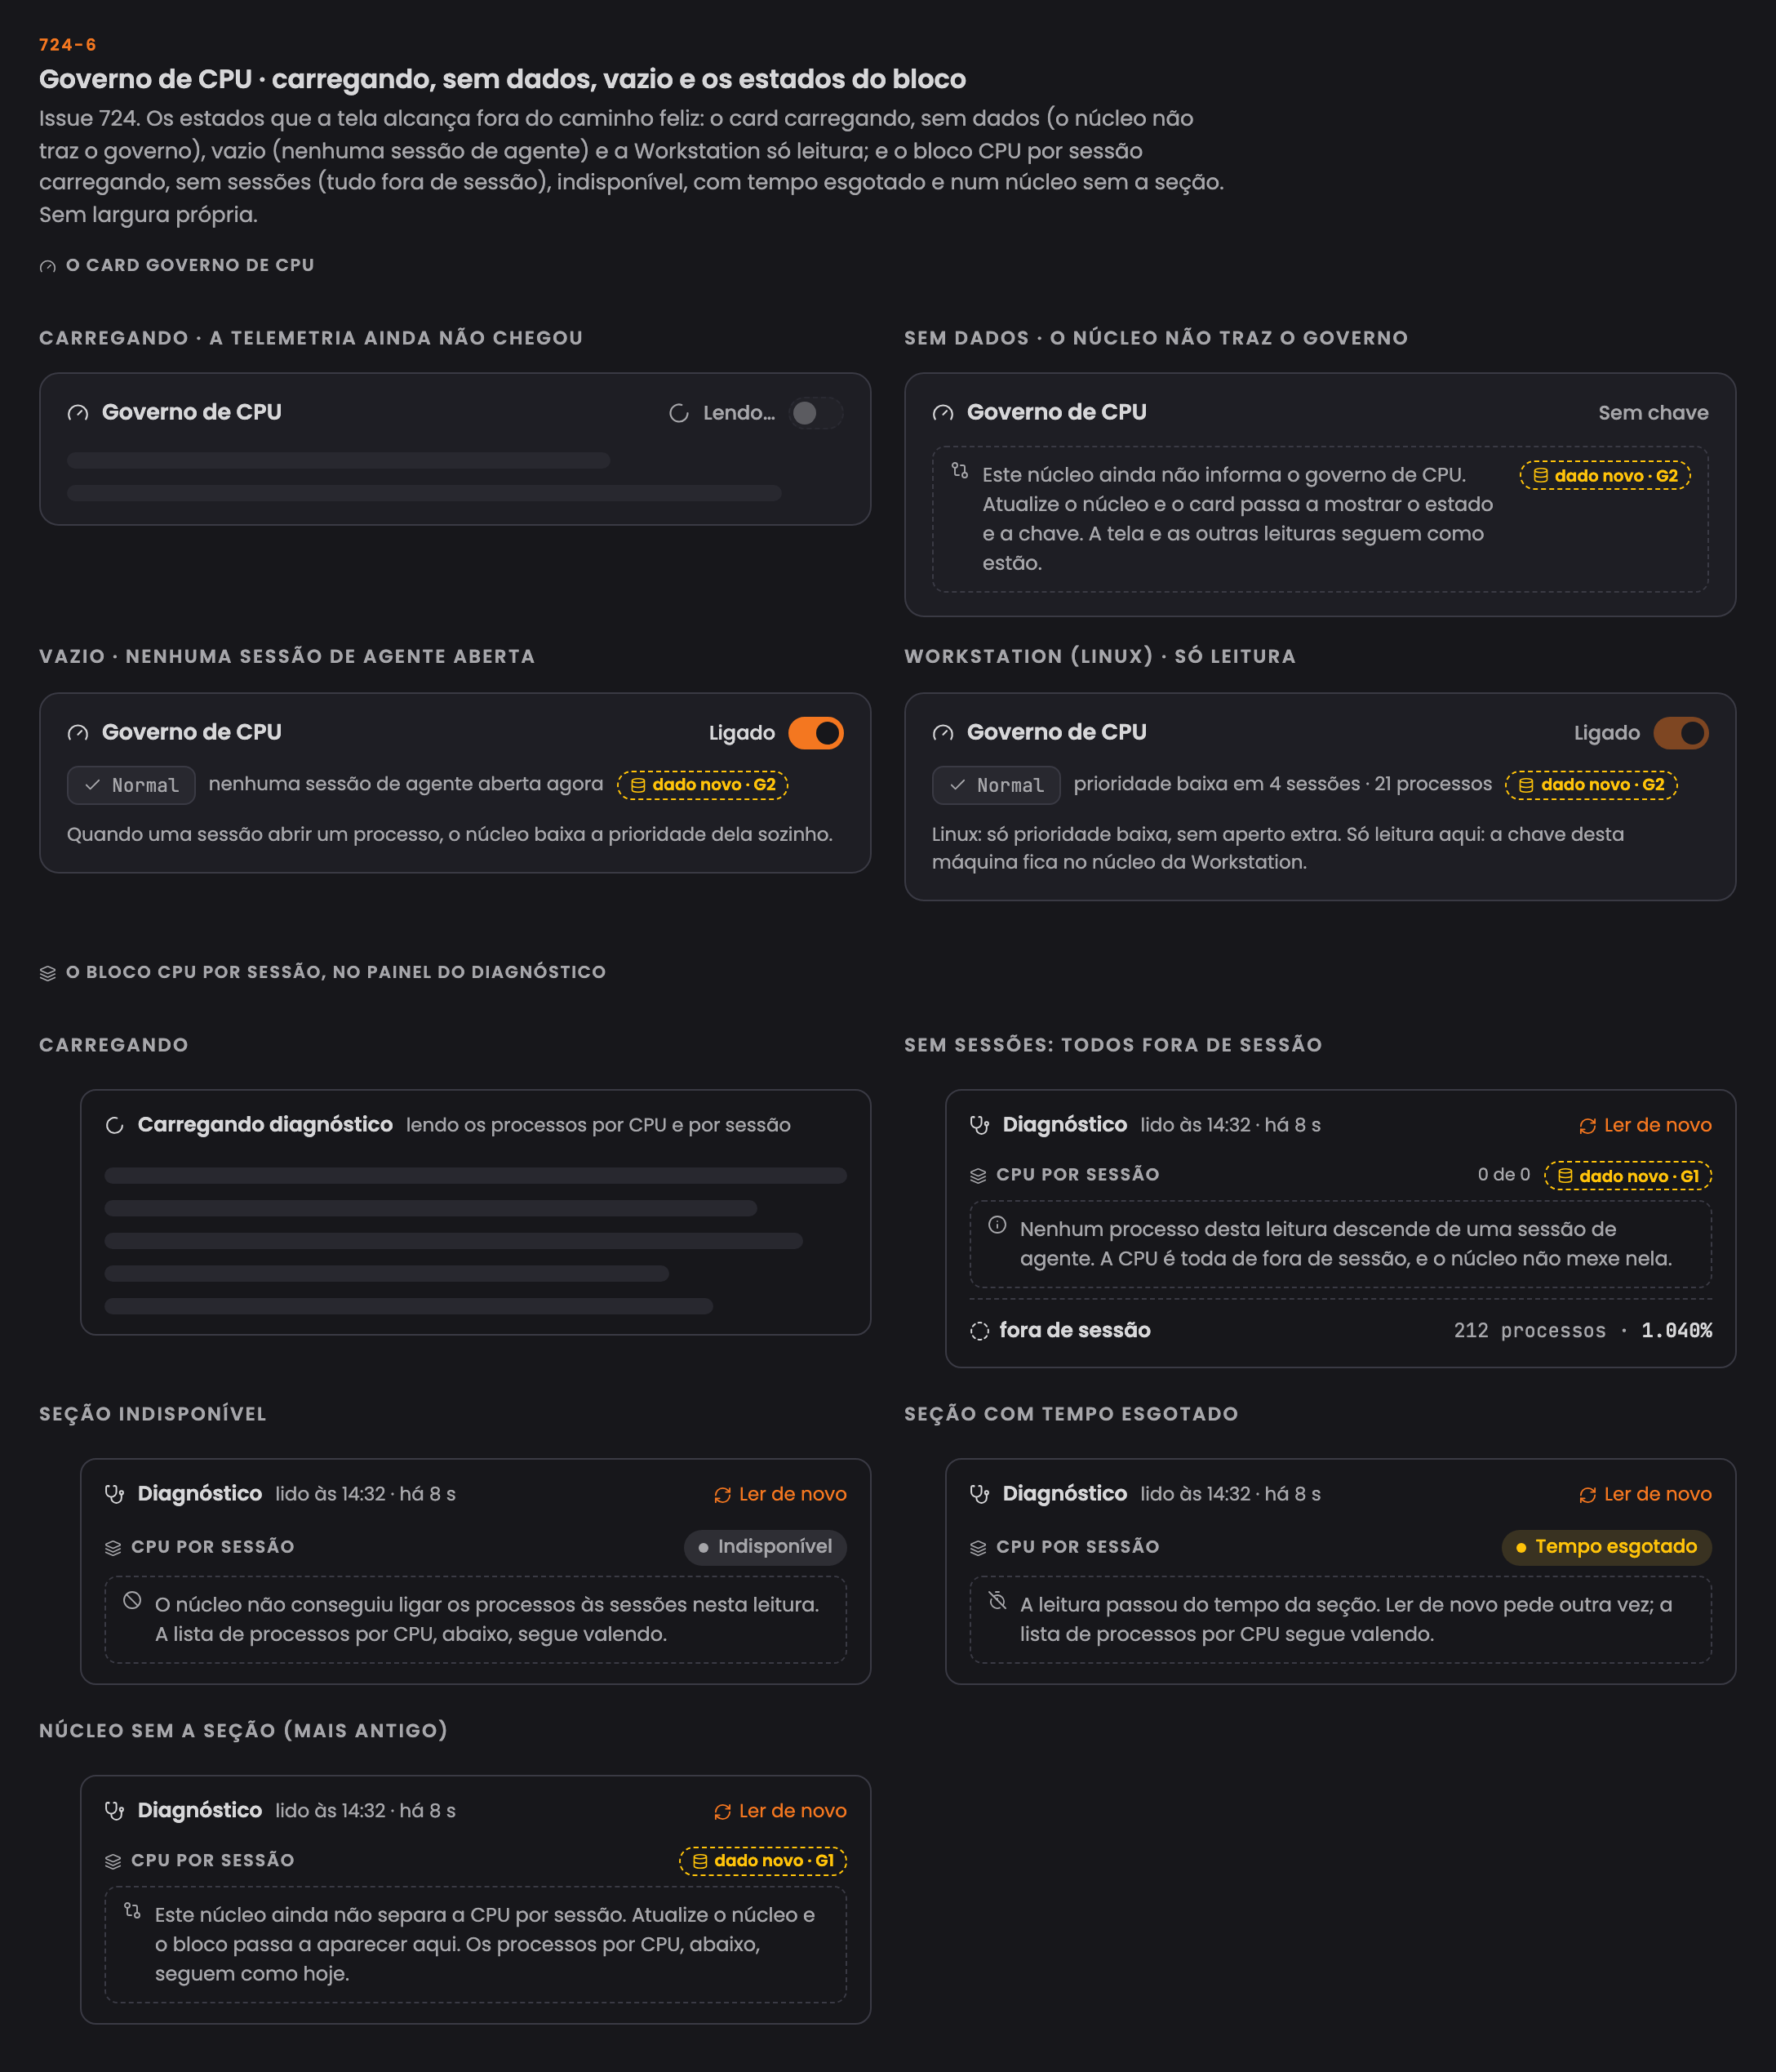 724-6
Governo de CPU · carregando, sem dados, vazio e os estados do bloco
Issue 724. Os estados que a tela alcança fora do caminho feliz: o card carregando, sem dados (o núcleo não
traz o governo), vazio (nenhuma sessão de agente) e a Workstation só leitura; e o bloco CPU por sessão
carregando, sem sessões (tudo fora de sessão), indisponível, com tempo esgotado e num núcleo sem a seção.
Sem largura própria.
O CARD GOVERNO DE CPU
CARREGANDO · A TELEMETRIA AINDA NÃO CHEGOU
Governo de CPU
Lendo...
SEM DADOS · O NÚCLEO NÃO TRAZ O GOVERNO
Governo de CPU
Sem chave
Este núcleo ainda não informa o governo de CPU.
Atualize o núcleo e o card passa a mostrar o estado
e a chave. A tela e as outras leituras seguem como
estão.
dado novo · G2
VAZIO · NENHUMA SESSÃO DE AGENTE ABERTA
Governo de CPU
Ligado
Normal
nenhuma sessão de agente aberta agora
dado novo · G2
Quando uma sessão abrir um processo, o núcleo baixa a prioridade dela sozinho.
WORKSTATION (LINUX) · SÓ LEITURA
Governo de CPU
Ligado
Normal
prioridade baixa em 4 sessões · 21 processos
dado novo · G2
Linux: só prioridade baixa, sem aperto extra. Só leitura aqui: a chave desta
máquina fica no núcleo da Workstation.
O BLOCO CPU POR SESSÃO, NO PAINEL DO DIAGNÓSTICO
CARREGANDO
Carregando diagnóstico
lendo os processos por CPU e por sessão
SEM SESSÕES: TODOS FORA DE SESSÃO
Diagnóstico
lido às 14:32 · há 8 s
Ler de novo
CPU POR SESSÃO
0 de 0
dado novo · G1
Nenhum processo desta leitura descende de uma sessão de
agente. A CPU é toda de fora de sessão, e o núcleo não mexe nela.
fora de sessão
212 processos · 1.040%
SEÇÃO INDISPONÍVEL
Diagnóstico
lido às 14:32 · há 8 s
Ler de novo
CPU POR SESSÃO
Indisponível
O núcleo não conseguiu ligar os processos às sessões nesta leitura.
A lista de processos por CPU, abaixo, segue valendo.
SEÇÃO COM TEMPO ESGOTADO
Diagnóstico
lido às 14:32 · há 8 s
Ler de novo
CPU POR SESSÃO
Tempo esgotado
A leitura passou do tempo da seção. Ler de novo pede outra vez; a
lista de processos por CPU segue valendo.
NÚCLEO SEM A SEÇÃO (MAIS ANTIGO)
Diagnóstico
lido às 14:32 · há 8 s
Ler de novo
CPU POR SESSÃO
dado novo · G1
Este núcleo ainda não separa a CPU por sessão. Atualize o núcleo e
o bloco passa a aparecer aqui. Os processos por CPU, abaixo,
seguem como hoje.